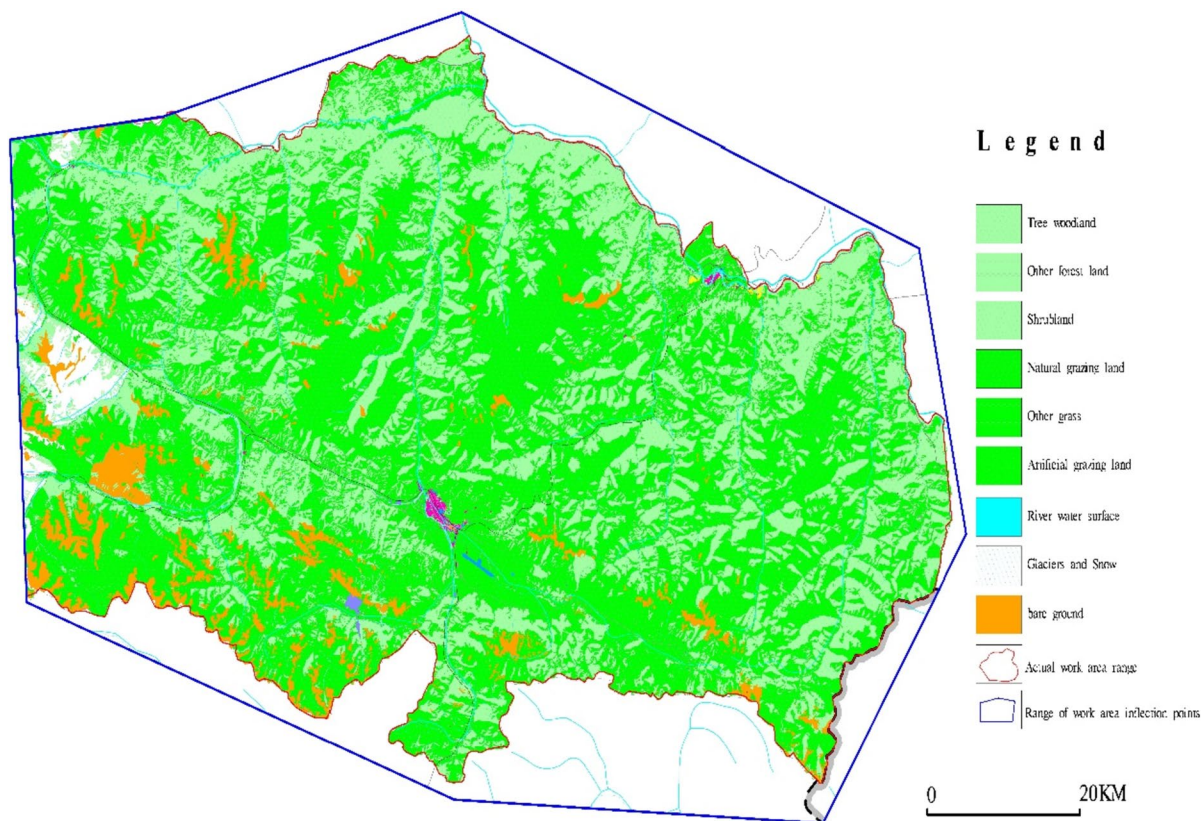 Legend
Tree woodland
Other forest land
Shrubland
Natural grazing land
Other grass
Artificial grazing land
River water surface
Glaciers and Snow
bare ground
Actual work area range
Range of work area inflection points
0 20KM